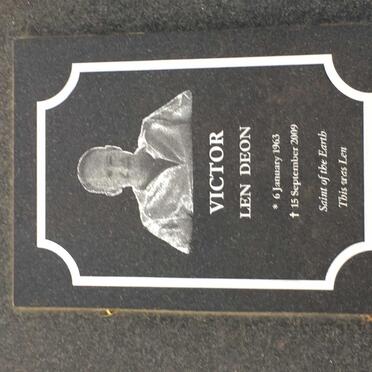 VICTOR
LEN DEON
* 6 January 1963
† 15 September 2009
Saint of the Earth
This was Len